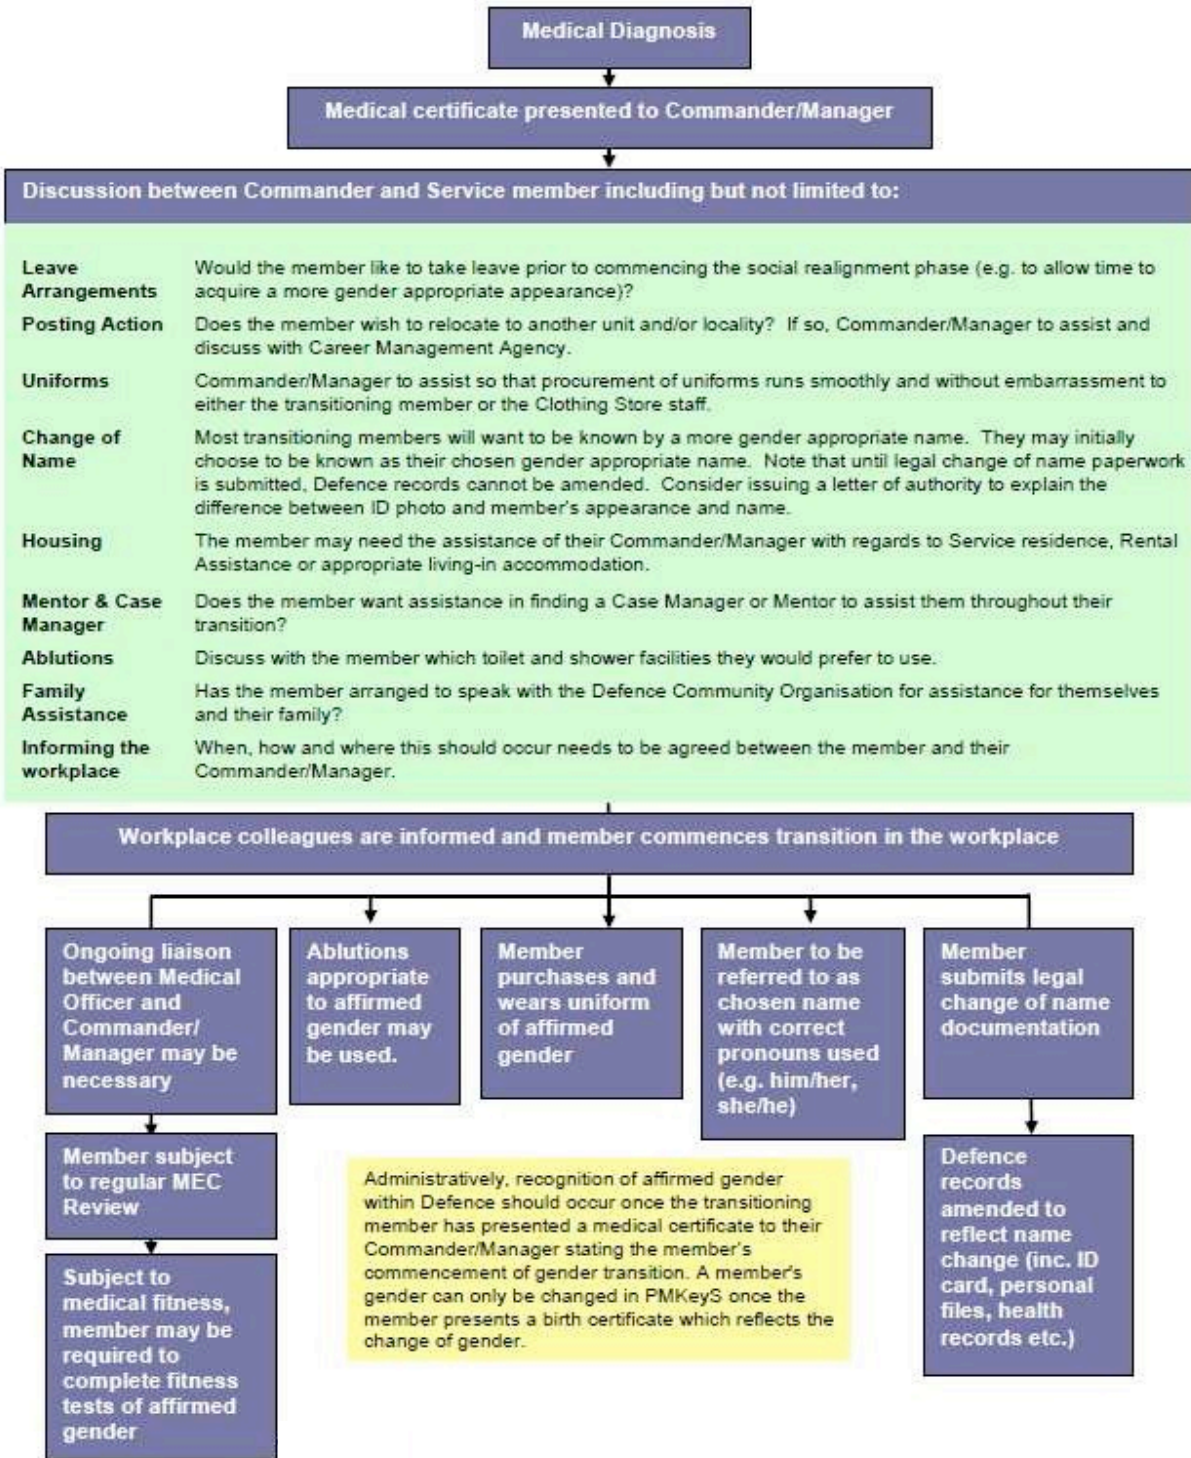 Medical Diagnosis
Medical certificate presented to Commander/Manager
Discussion between Commander and Service member including but not limited to:
Leave
Arrangements
Would the member like to take leave prior to commencing the social realignment phase (e.g. to allow time to
acquire a more gender appropriate appearance)?
Posting Action
Does the member wish to relocate to another unit and/or locality? If so, Commander/Manager to assist and
discuss with Career Management Agency.
Uniforms
Commander/Manager to assist so that procurement of uniforms runs smoothly and without embarrassment to
either the transitioning member or the Clothing Store staff.
Change of
Name
Most transitioning members will want to be known by a more gender appropriate name. They may initially
choose to be known as their chosen gender appropriate name. Note that until legal change of name paperwork
is submitted, Defence records cannot be amended. Consider issuing a letter of authority to explain the
difference between ID photo and member's appearance and name.
Housing
The member may need the assistance of their Commander/Manager with regards to Service residence, Rental
Assistance or appropriate living-in accommodation.
Mentor & Case
Manager
Does the member want assistance in finding a Case Manager or Mentor to assist them throughout their
transition?
Ablutions
Discuss with the member which toilet and shower facilities they would prefer to use.
Family
Assistance
Has the member arranged to speak with the Defence Community Organisation for assistance for themselves
and their family?
Informing the
workplace
When, how and where this should occur needs to be agreed between the member and their
Commander/Manager.
Workplace colleagues are informed and member commences transition in the workplace
Ongoing liaison
between Medical
Officer and
Commander/
Manager may be
necessary
Ablutions
appropriate
to affirmed
gender may
be used.
Member
purchases and
wears uniform
of affirmed
gender
Member to be
referred to as
chosen name
with correct
pronouns used
(e.g. him/her,
she/he)
Member
submits legal
change of name
documentation
Member subject
to regular MEC
Review
Subject to
medical fitness,
member may be
required to
complete fitness
tests of affirmed
gender
Administratively, recognition of affirmed gender
within Defence should occur once the transitioning
member has presented a medical certificate to their
Commander/Manager stating the member's
commencement of gender transition. A member's
gender can only be changed in PMKeyS once the
member presents a birth certificate which reflects the
change of gender.
Defence
records
amended to
reflect name
change (inc. ID
card, personal
files, health
records etc.)